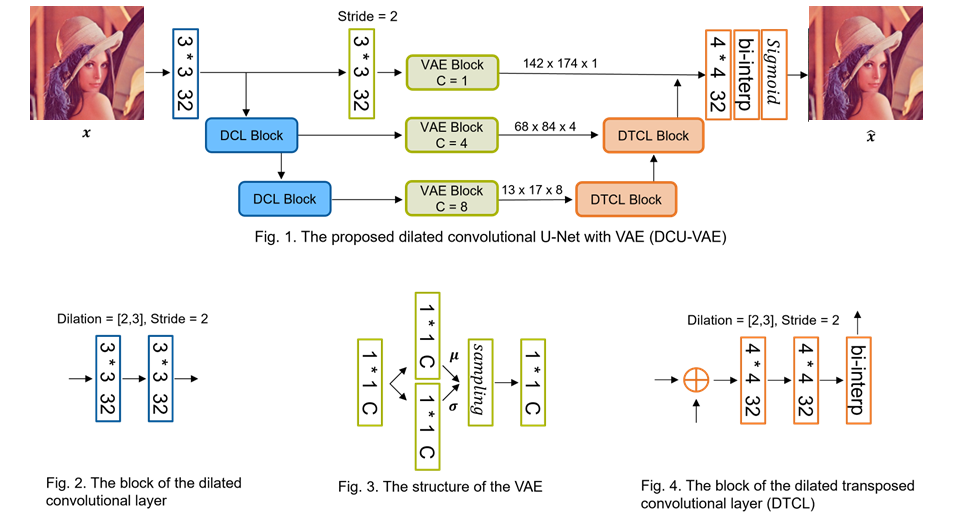 Stride = 2
3 * 3 32
3 * 3 32
VAE Block
C = 1
142 x 174 x 1
4 * 4 32
bi-interp
Sigmoid
x
x̂
DCL Block
VAE Block
C = 4
68 x 84 x 4
DTCL Block
DCL Block
VAE Block
C = 8
13 x 17 x 8
DTCL Block
Fig. 1. The proposed dilated convolutional U-Net with VAE (DCU-VAE)
Dilation = [2,3], Stride = 2
3 * 3 32
3 * 3 32
Fig. 2. The block of the dilated
convolutional layer
1 * 1 C
1 * 1 C
μ
1 * 1 C
σ
sampling
1 * 1 C
Fig. 3. The structure of the VAE
Dilation = [2,3], Stride = 2
4 * 4 32
4 * 4 32
bi-interp
Fig. 4. The block of the dilated transposed
convolutional layer (DTCL)